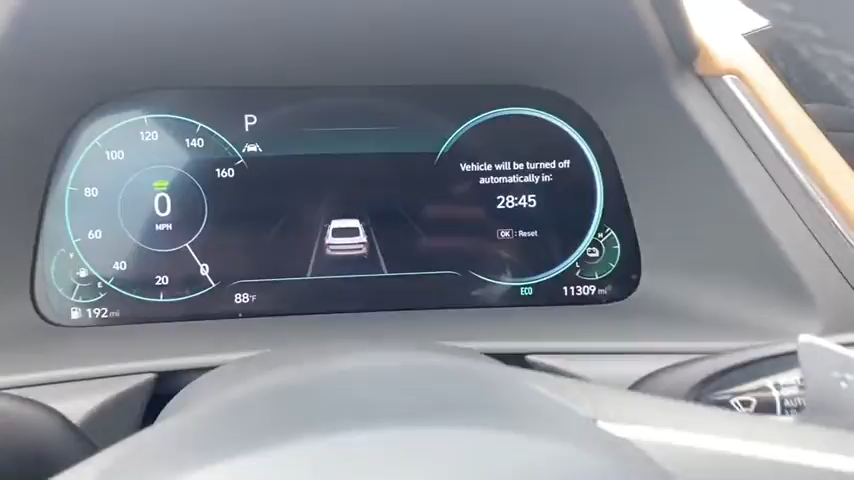 P
120
100
140
160
80
60
40
20
0
0
MPH
F
E
192 mi
88°F
Vehicle will be turned off
automatically in:
28:45
OK : Reset
H
L
ECO
11309 mi